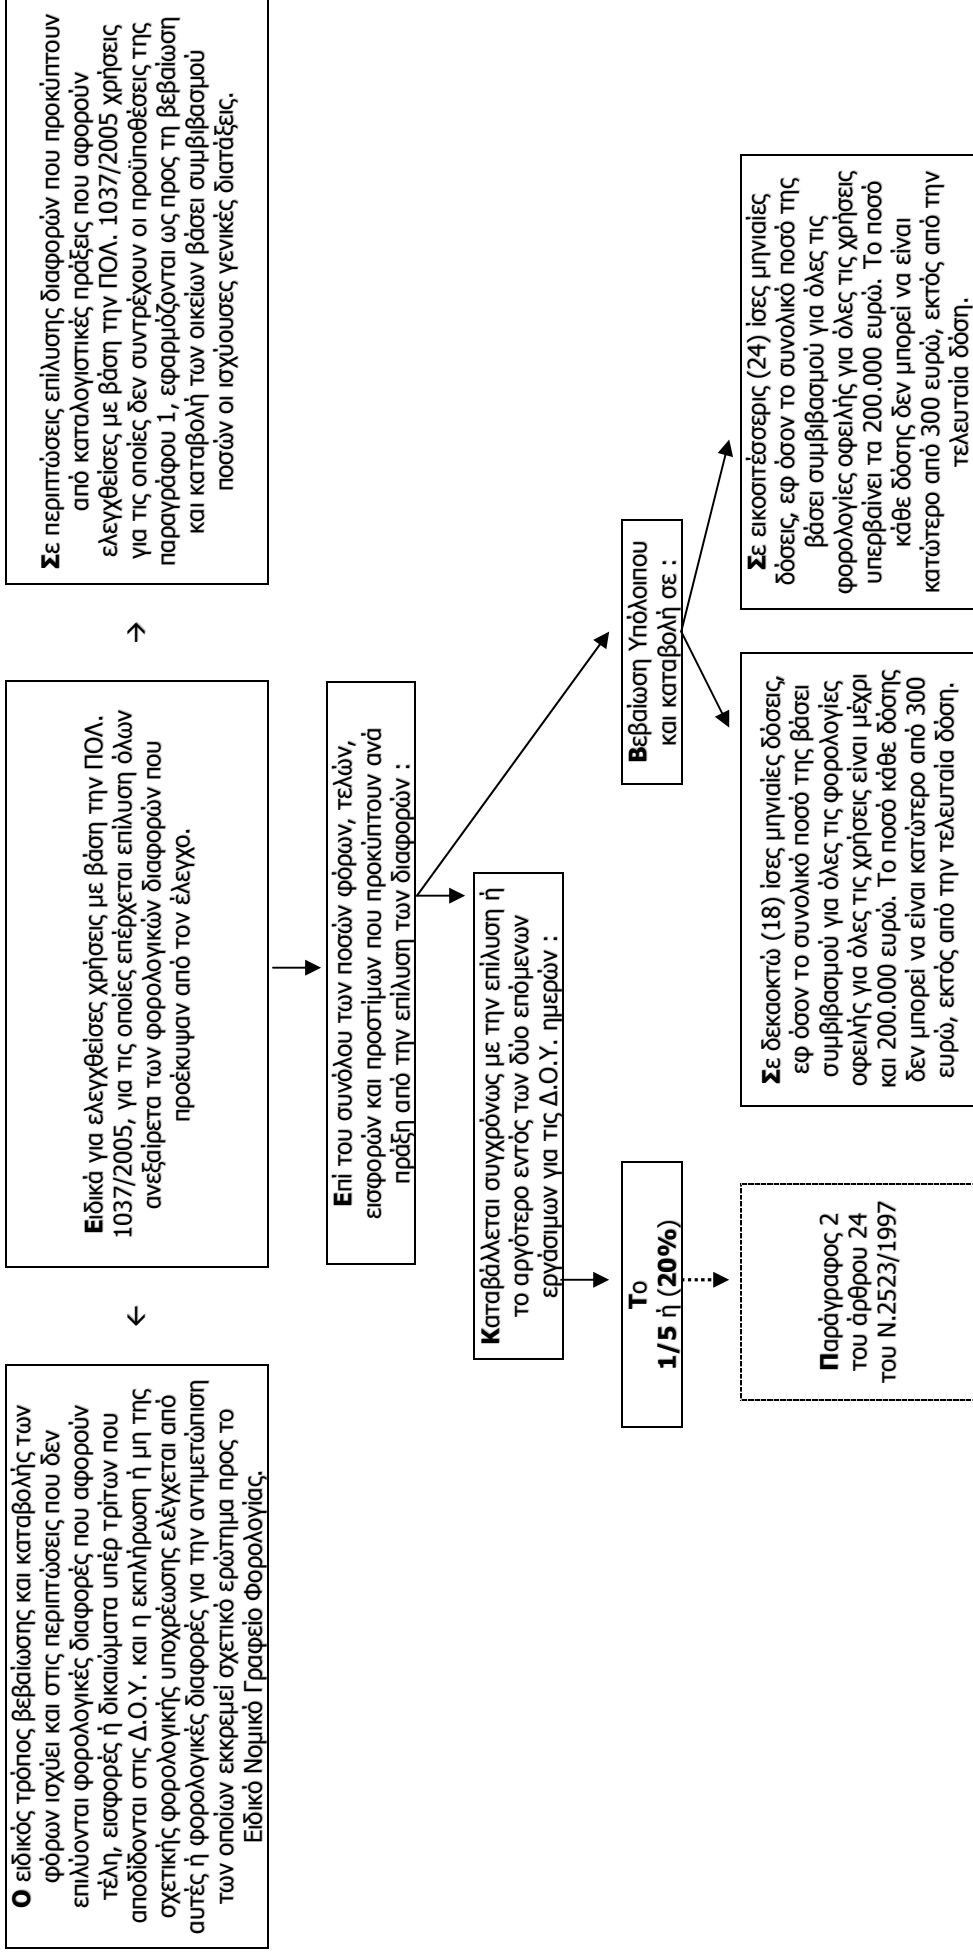 Ο ειδικός τρόπος βεβαίωσης και καταβολής των
φόρων ισχύει και στις περιπτώσεις που δεν
επιλύονται φορολογικές διαφορές που αφορούν
τέλη, εισφορές ή δικαιώματα υπέρ τρίτων που
αποδίδονται στις Δ.Ο.Υ. και η εκπλήρωση ή μη της
σχετικής φορολογικής υποχρέωσης ελέγχεται από
αυτές ή φορολογικές διαφορές για την αντιμετώπιση
των οποίων εκκρεμεί σχετικό ερώτημα προς το
Ειδικό Νομικό Γραφείο Φορολογίας.
←
Ειδικά για ελεγχθείσες χρήσεις με βάση την ΠΟΛ.
1037/2005, για τις οποίες επέρχεται επίλυση όλων
ανεξαίρετα των φορολογικών διαφορών που
προέκυψαν από τον έλεγχο.
→
Σε περιπτώσεις επίλυσης διαφορών που προκύπτουν
από καταλογιστικές πράξεις που αφορούν
ελεγχθείσες με βάση την ΠΟΛ. 1037/2005 χρήσεις
για τις οποίες δεν συντρέχουν οι προϋποθέσεις της
παραγράφου 1, εφαρμόζονται ως προς τη βεβαίωση
και καταβολή των οικείων βάσει συμβιβασμού
ποσών οι ισχύουσες γενικές διατάξεις.
Επί του συνόλου των ποσών φόρων, τελών,
εισφορών και προστίμων που προκύπτουν ανά
πράξη από την επίλυση των διαφορών :
Καταβάλλεται συγχρόνως με την επίλυση ή
το αργότερο εντός των δύο επόμενων
εργάσιμων για τις Δ.Ο.Υ. ημερών :
Το
1/5 ή (20%)
Βεβαίωση Υπόλοιπου
και καταβολή σε :
Παράγραφος 2
του άρθρου 24
του Ν.2523/1997
Σε δεκαοκτώ (18) ίσες μηνιαίες δόσεις,
εφ όσον το συνολικό ποσό της βάσει
συμβιβασμού για όλες τις φορολογίες
οφειλής για όλες τις χρήσεις είναι μέχρι
και 200.000 ευρώ. Το ποσό κάθε δόσης
δεν μπορεί να είναι κατώτερο από 300
ευρώ, εκτός από την τελευταία δόση.
Σε εικοσιτέσσερις (24) ίσες μηνιαίες
δόσεις, εφ όσον το συνολικό ποσό της
βάσει συμβιβασμού για όλες τις
φορολογίες οφειλής για όλες τις χρήσεις
υπερβαίνει τα 200.000 ευρώ. Το ποσό
κάθε δόσης δεν μπορεί να είναι
κατώτερο από 300 ευρώ, εκτός από την
τελευταία δόση.